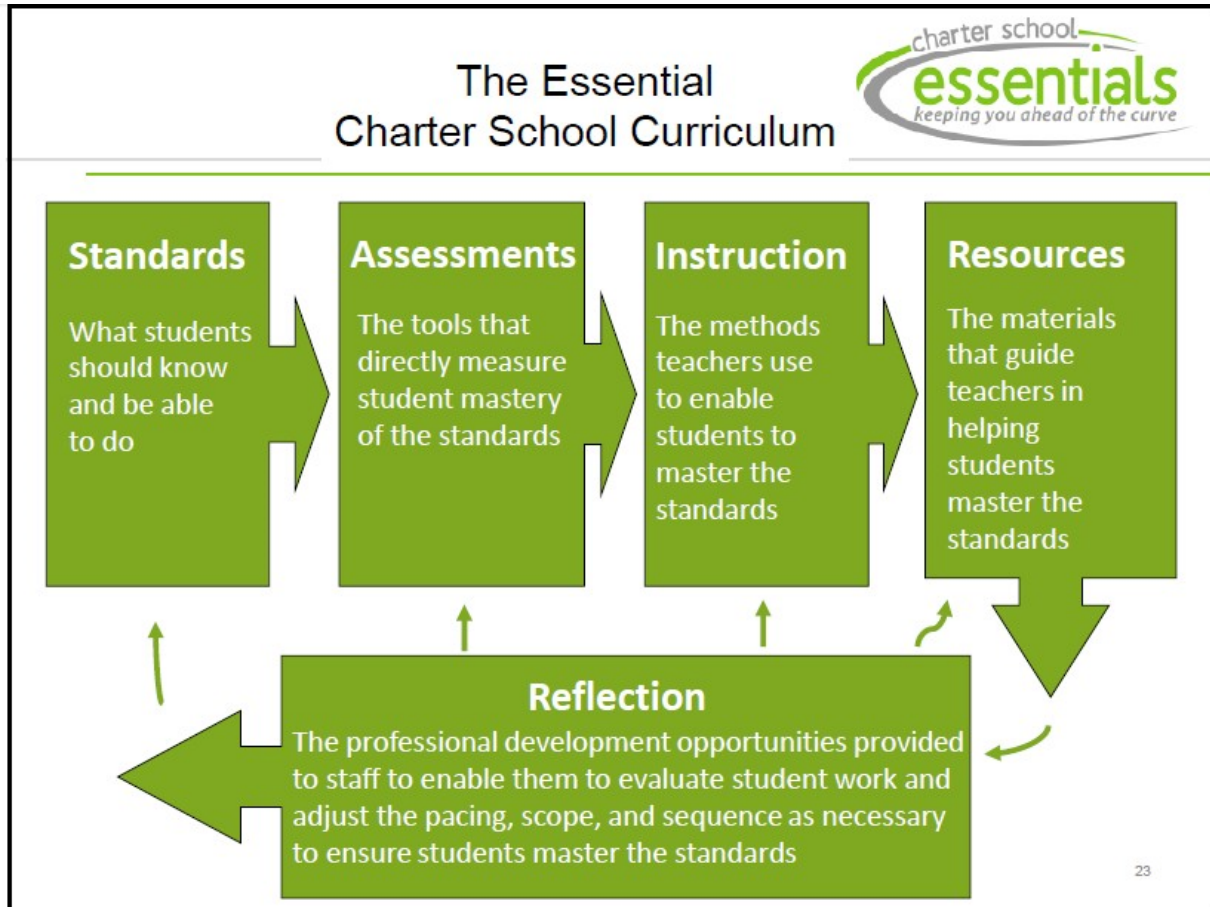 The Essential
Charter School Curriculum
charter school
essentials
keeping you ahead of the curve
Standards
What students
should know
and be able
to do
Assessments
The tools that
directly measure
student mastery
of the standards
Instruction
The methods
teachers use
to enable
students to
master the
standards
Resources
The materials
that guide
teachers in
helping
students
master the
standards
Reflection
The professional development opportunities provided
to staff to enable them to evaluate student work and
adjust the pacing, scope, and sequence as necessary
to ensure students master the standards
23